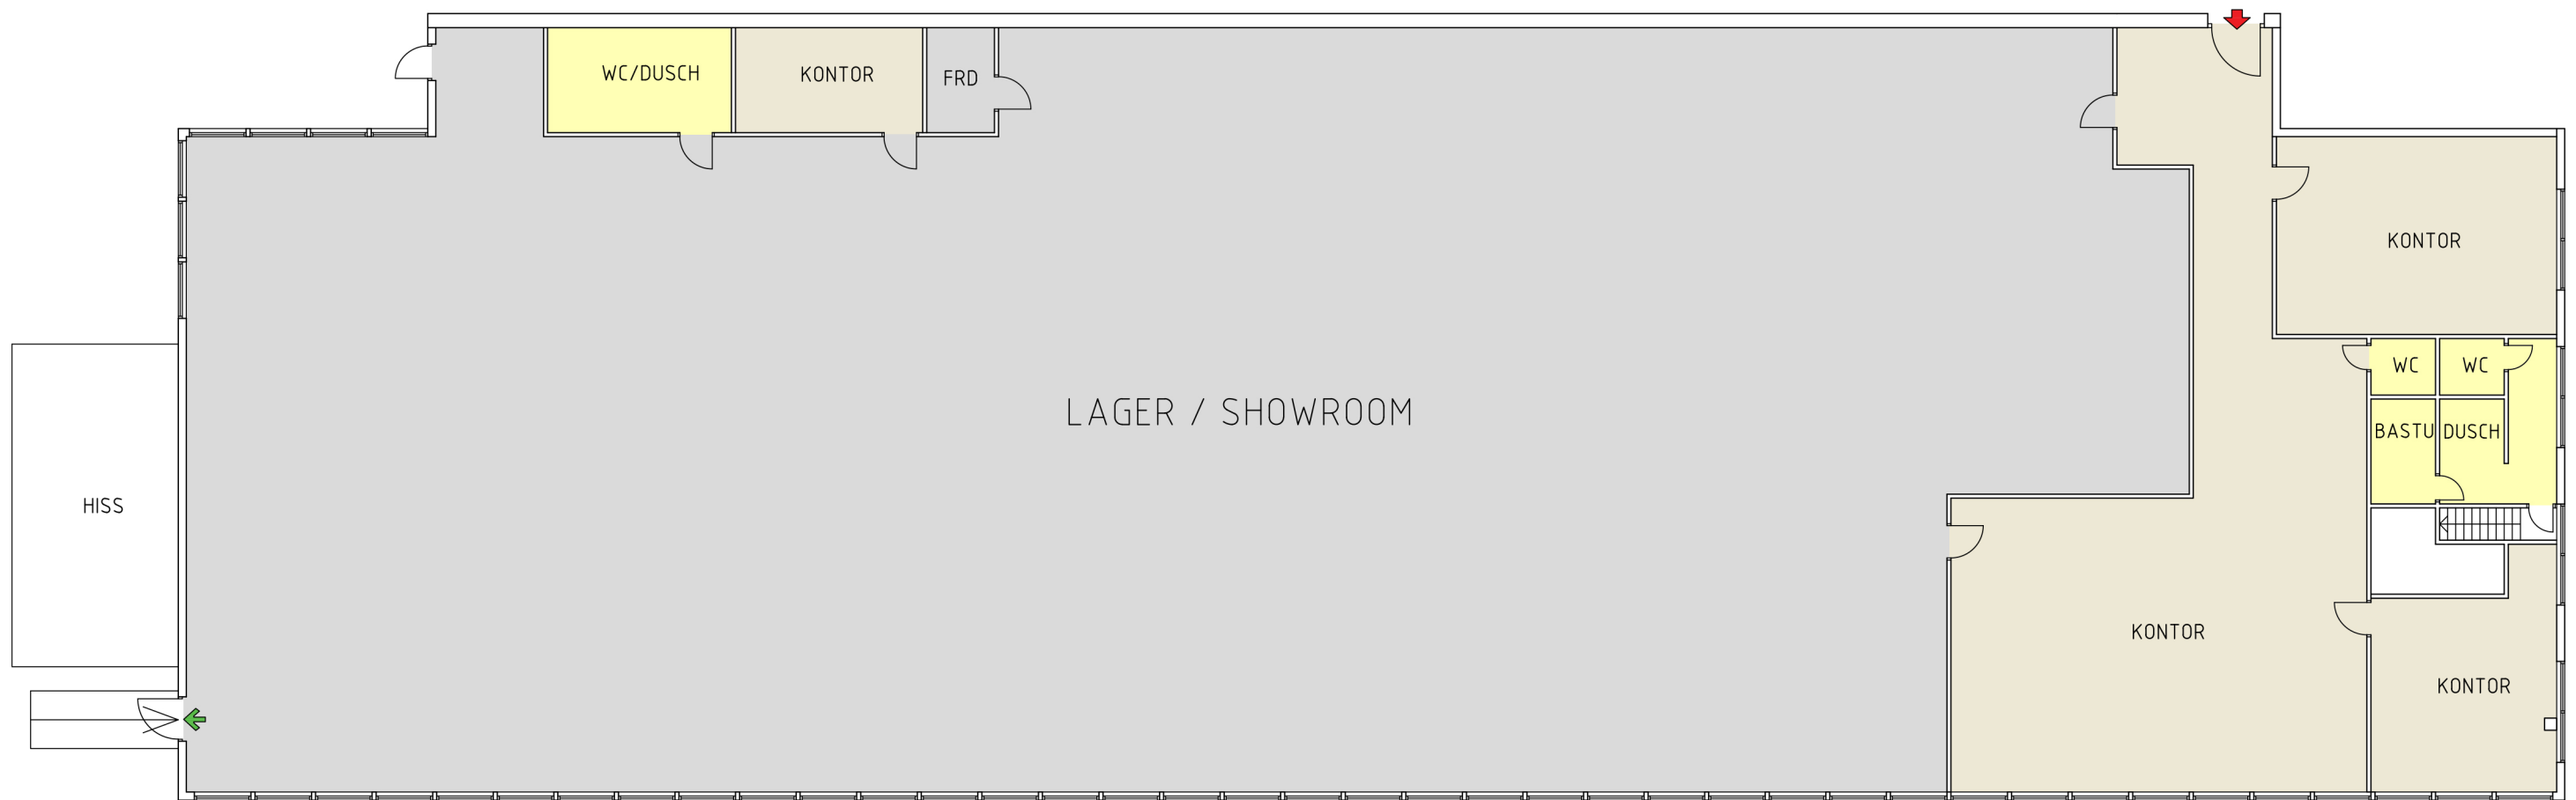 WC/DUSCH
KONTOR
FRD
KONTOR
WC
WC
LAGER / SHOWROOM
BASTU
DUSCH
HISS
KONTOR
KONTOR